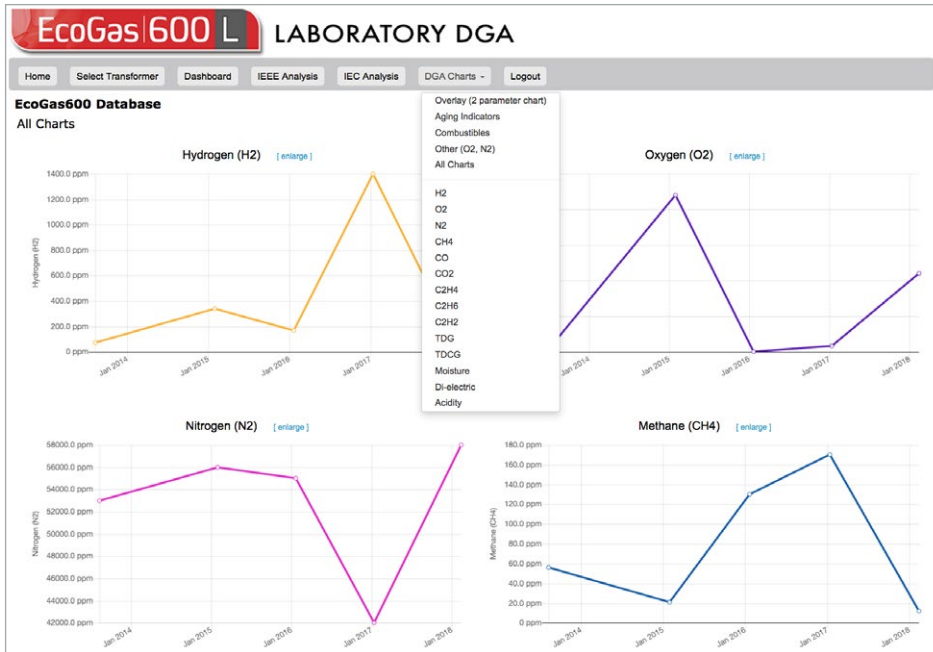 EcoGas 600 L LABORATORY DGA
Home Select Transformer Dashboard IEEE Analysis IEC Analysis DGA Charts Logout
EcoGas600 Database
All Charts
Overlay (2 parameter chart)
Aging Indicators
Combustibles
Other (O2, N2)
All Charts
H2
O2
N2
CH4
CO
CO2
C2H4
C2H6
C2H2
TDG
TDCG
Moisture
Di-electric
Acidity
Hydrogen (H2) [ enlarge ]
1400.0 ppm
1200.0 ppm
1000.0 ppm
800.0 ppm
600.0 ppm
400.0 ppm
200.0 ppm
0 ppm
Hydrogen (H2)
Jan 2014 Jan 2015 Jan 2016 Jan 2017
Oxygen (O2) [ enlarge ]
Jan 2014 Jan 2015 Jan 2016 Jan 2017 Jan 2018
Nitrogen (N2) [ enlarge ]
58000.0 ppm
56000.0 ppm
54000.0 ppm
52000.0 ppm
50000.0 ppm
48000.0 ppm
46000.0 ppm
44000.0 ppm
42000.0 ppm
Nitrogen (N2)
Jan 2014 Jan 2015 Jan 2016 Jan 2017 Jan 2018
Methane (CH4) [ enlarge ]
180.0 ppm
160.0 ppm
140.0 ppm
120.0 ppm
100.0 ppm
80.0 ppm
60.0 ppm
40.0 ppm
20.0 ppm
0 ppm
Methane (CH4)
Jan 2014 Jan 2015 Jan 2016 Jan 2017 Jan 2018